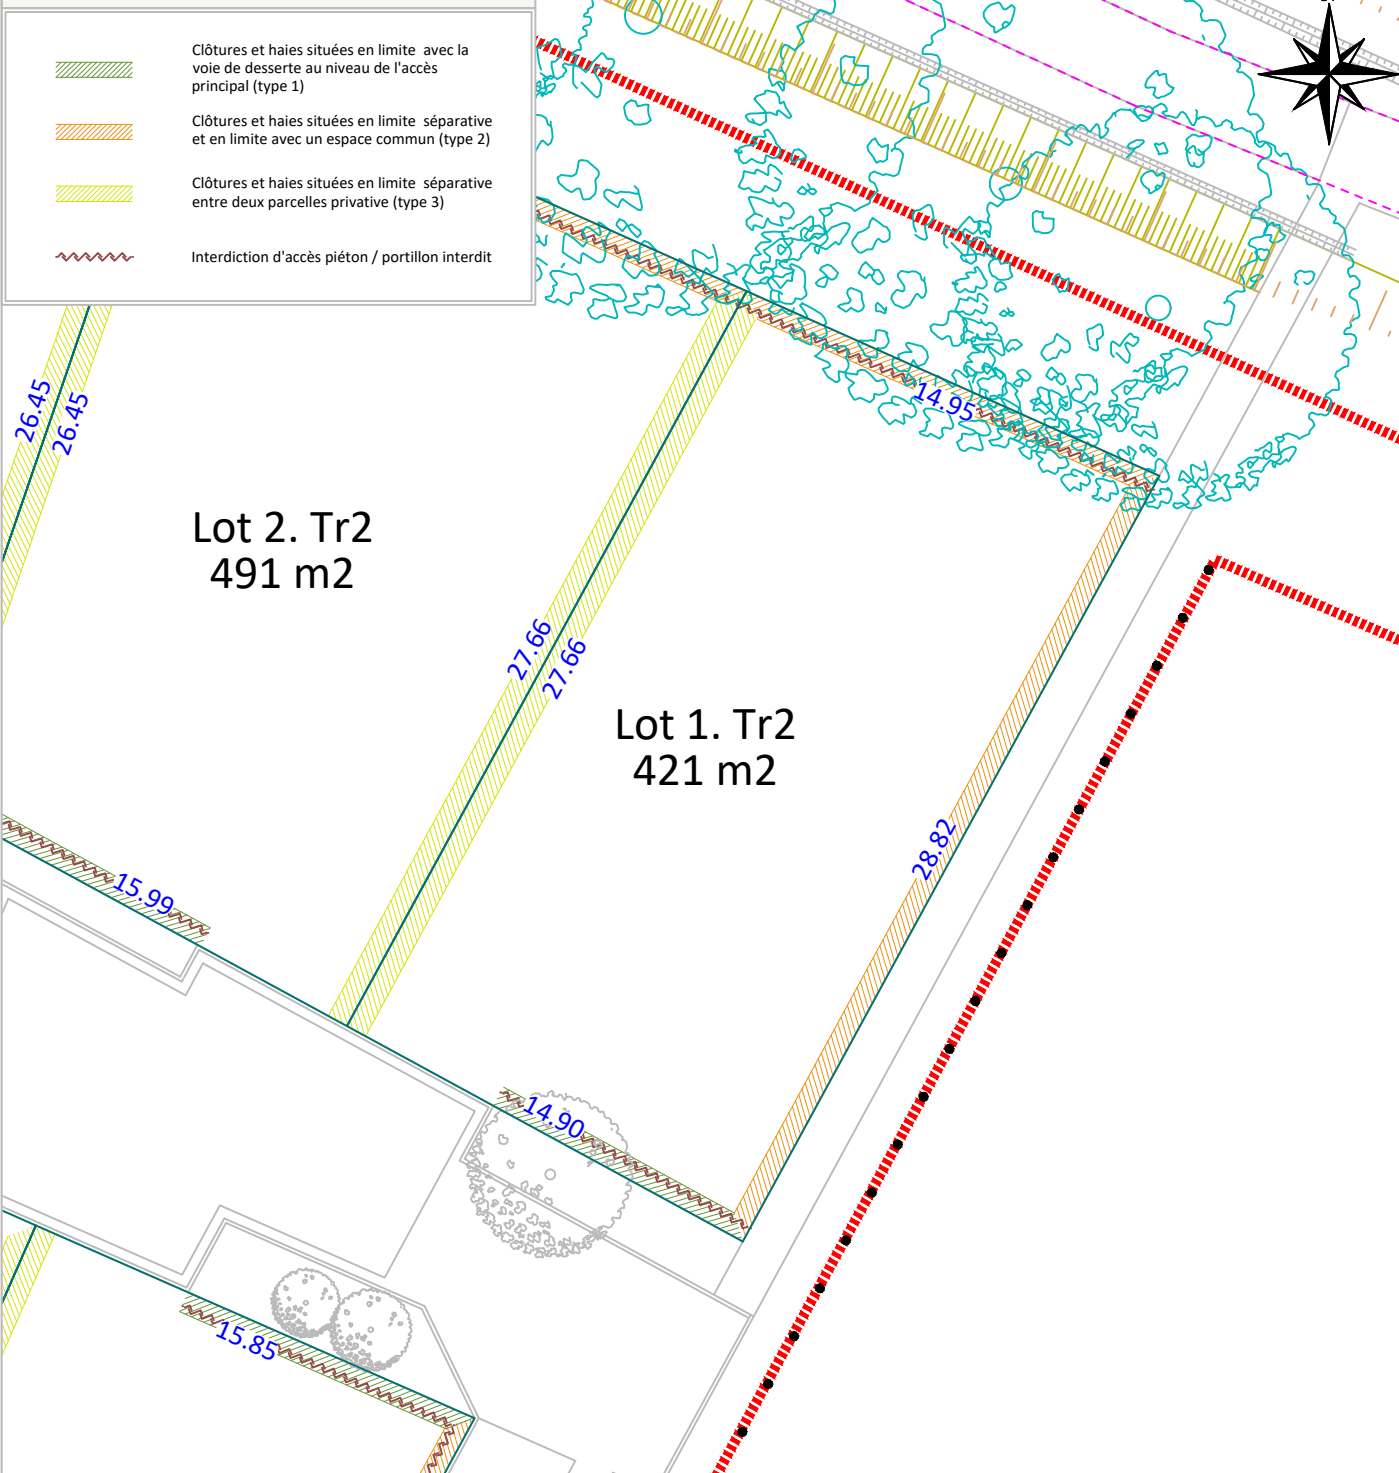 Clôtures et haies situées en limite avec la
voie de desserte au niveau de l'accès
principal (type 1)
Clôtures et haies situées en limite séparative
et en limite avec un espace commun (type 2)
Clôtures et haies situées en limite séparative
entre deux parcelles privative (type 3)
Interdiction d'accès piéton / portillon interdit
26.45
26.45
14.95
Lot 2. Tr2
491 m2
27.66
27.66
Lot 1. Tr2
421 m2
28.82
15.99
14.90
15.85